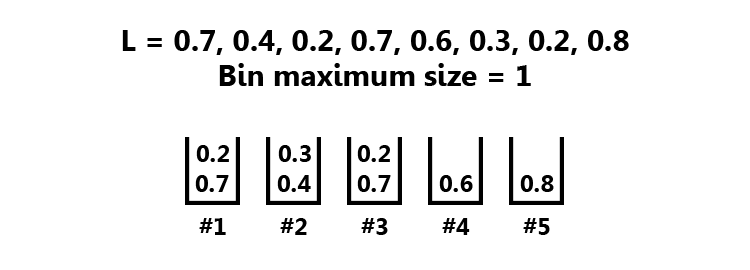 L = 0.7, 0.4, 0.2, 0.7, 0.6, 0.3, 0.2, 0.8
Bin maximum size = 1
0.2 0.3 0.2
0.7 0.4 0.7 0.6 0.8
#1 #2 #3 #4 #5